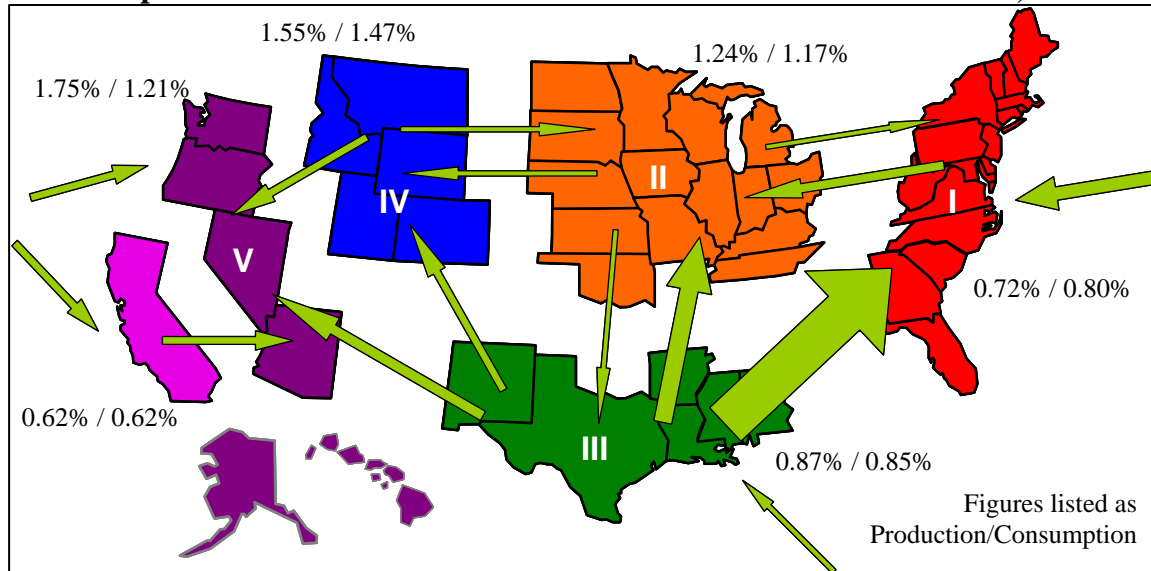 1.55% / 1.47%
1.24% / 1.17%
1.75% / 1.21%
II
IV
I
V
0.72% / 0.80%
0.62% / 0.62%
III
0.87% / 0.85%
Figures listed as
Production/Consumption